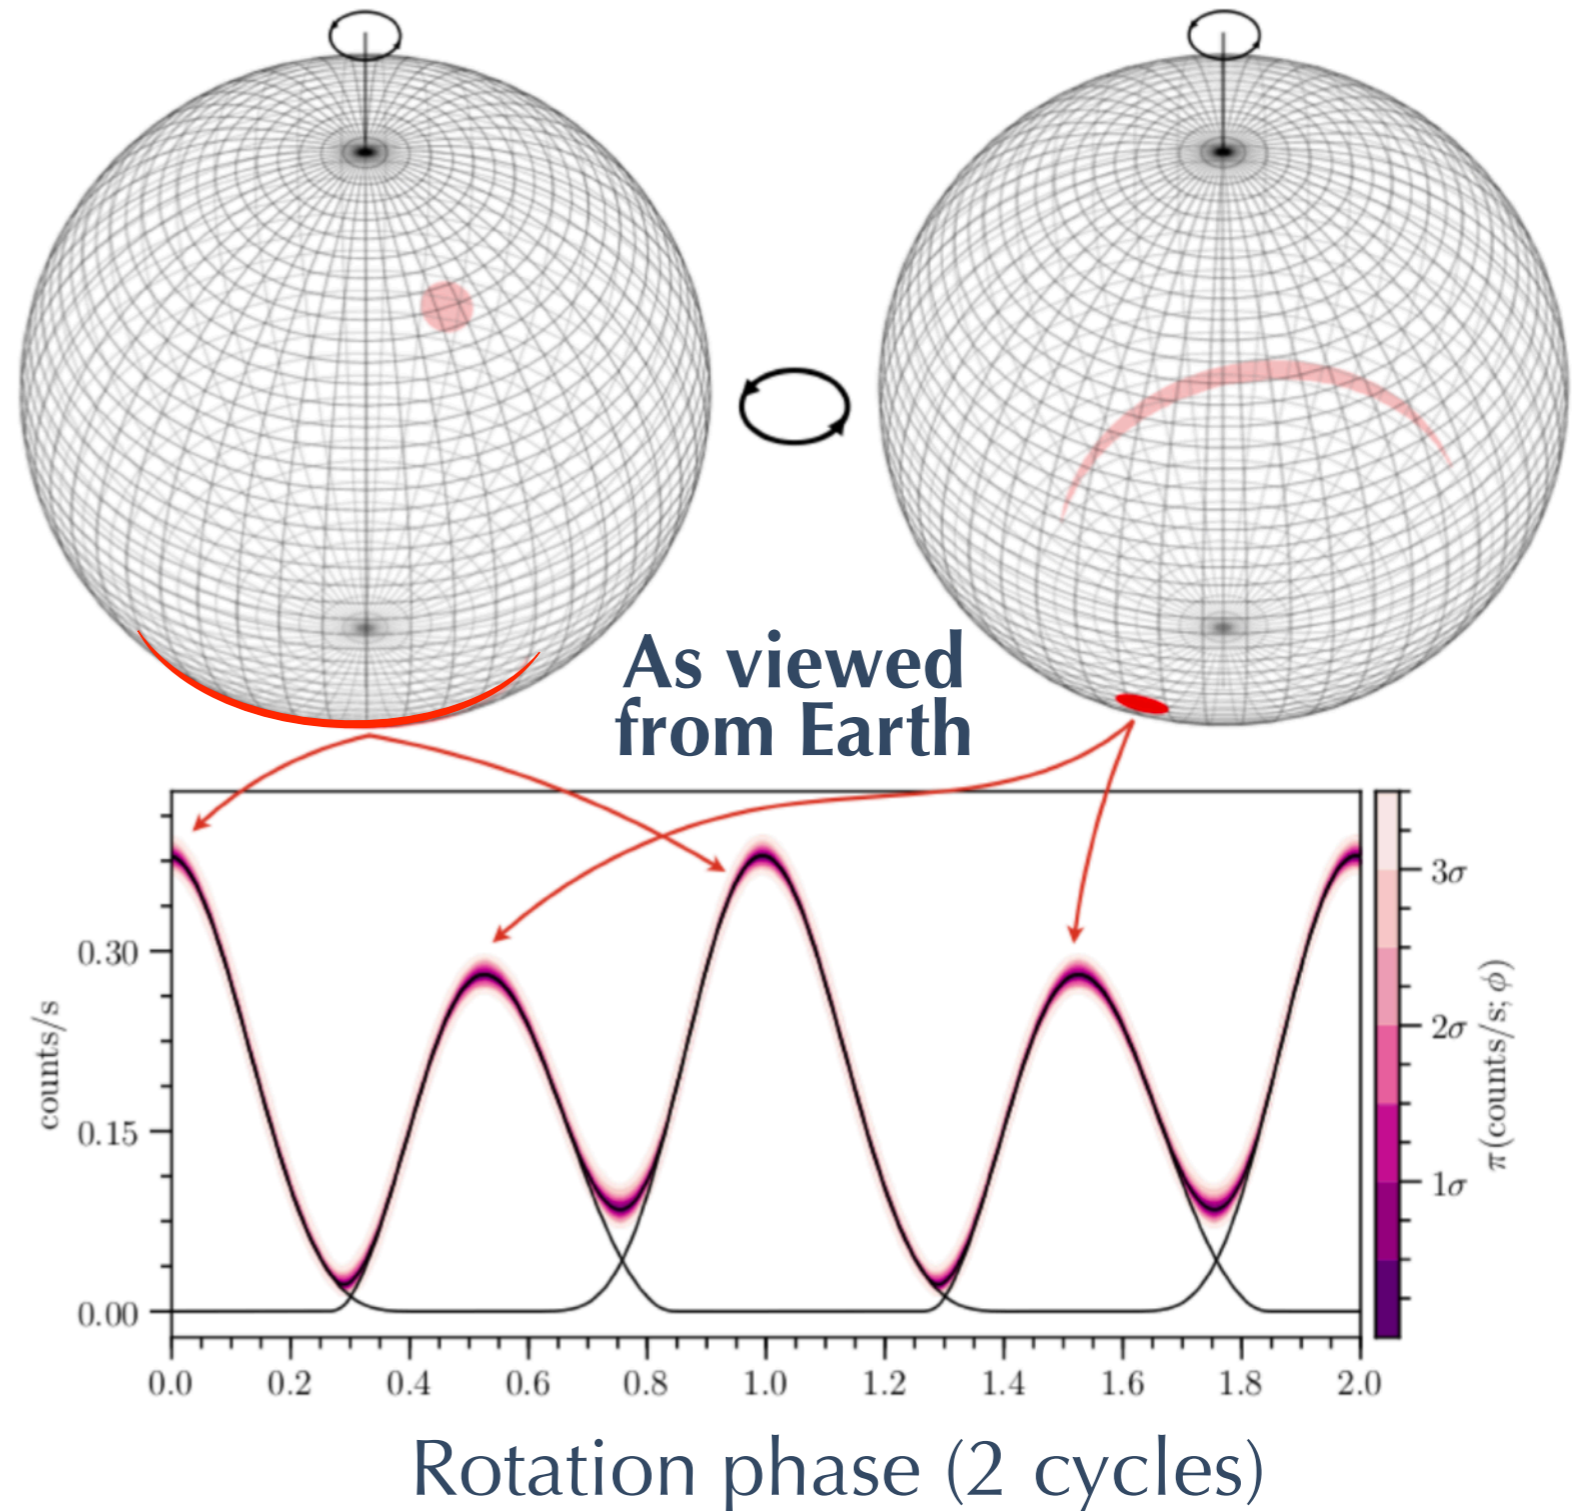 As viewed
from Earth
0.30
0.15
0.00
counts/s
3σ
2σ
1σ
π(counts/s; ϕ)
0.0 0.2 0.4 0.6 0.8 1.0 1.2 1.4 1.6 1.8 2.0
Rotation phase (2 cycles)